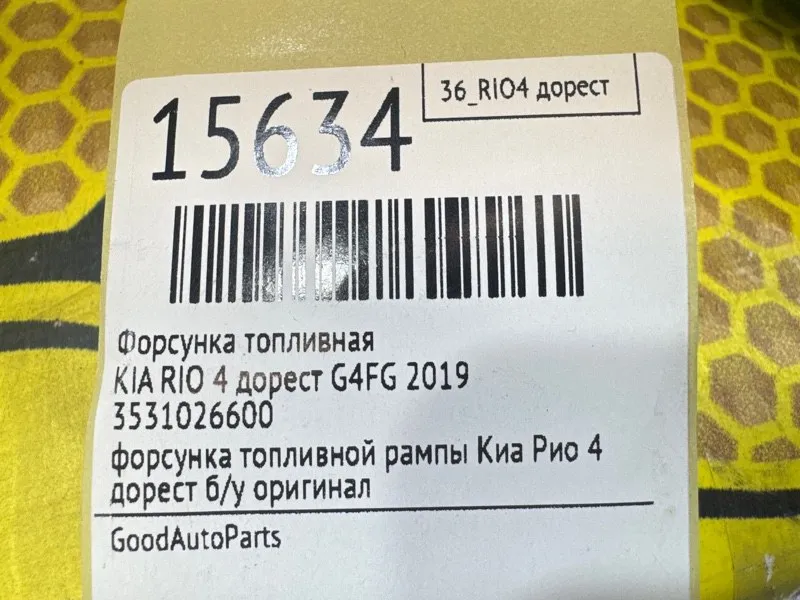 36_RIO4 дорест
15634
Форсунка топливная
KIA RIO 4 дорест G4FG 2019
3531026600
форсунка топливной рампы Киа Рио 4
дорест б/у оригинал
GoodAutoParts